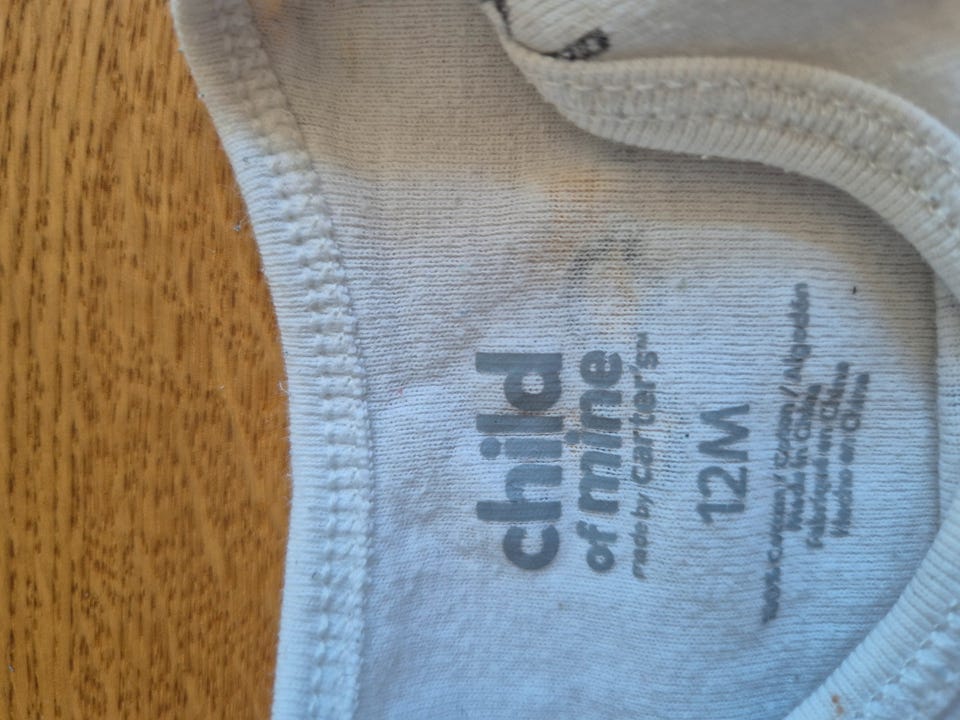 child
of mine
made by carter's™
12M
100% Cotton / Coton / Algodón
Made in China
Fabriqué en Chine
Hecho en China